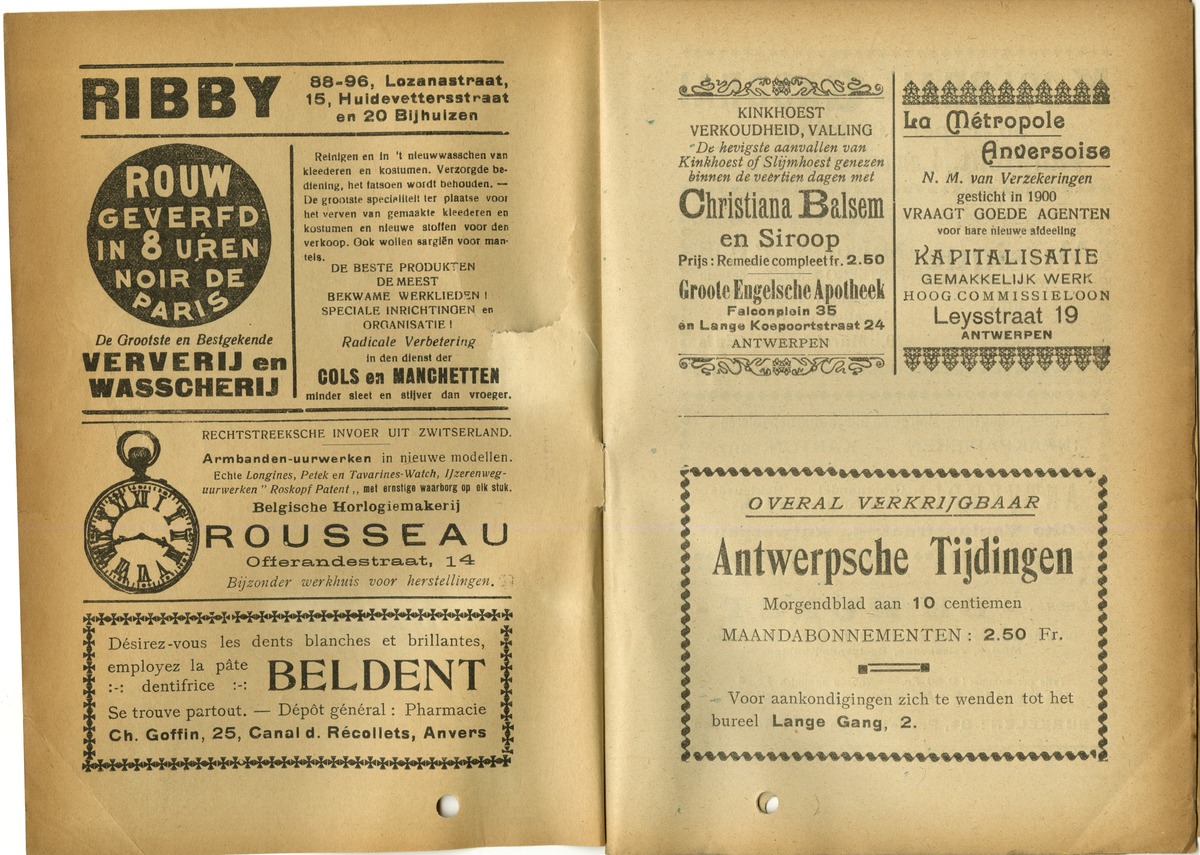 RIBBY
88-96, Lozanastraat,
15, Huidevettersstraat
en 20 Bijhuizen
ROUW
GEVERFD
IN 8 UREN
NOIR DE
PARIS
De Grootste en Bestgekende
VERVERIJ en
WASSCHERIJ
Reinigen en in 't nieuwwasschen van
kleederen en kostumen. Verzorgde be-
diening, het fatsoen wordt behouden. —
De grootste specialiteit ter plaatse voor
het verven van gemaakte kleederen en
kostumen en nieuwe stoffen voor den
verkoop. Ook wollen sargiën voor man-
tels.
DE BESTE PRODUKTEN
DE MEEST
BEKWAME WERKLIEDEN !
SPECIALE INRICHTINGEN en
ORGANISATIE !
Radicale Verbetering
in den dienst der
COLS en MANCHETTEN
minder sleet en stijver dan vroeger.
RECHTSTREEKSCHE INVOER UIT ZWITSERLAND.
Armbanden-uurwerken in nieuwe modellen.
Echte Longines, Petek en Tavarines-Watch, IJzerenweg-
uurwerken " Roskopf Patent ,, met ernstige waarborg op elk stuk.
Belgische Horlogiemakerij
ROUSSEAU
Offerandestraat, 14
Bijzonder werkhuis voor herstellingen.
Désirez-vous les dents blanches et brillantes,
employez la pâte
:-: dentifrice :-:
BELDENT
Se trouve partout. — Dépôt général : Pharmacie
Ch. Goffin, 25, Canal d. Récollets, Anvers
KINKHOEST
VERKOUDHEID, VALLING
De hevigste aanvallen van
Kinkhoest of Slijmhoest genezen
binnen de veertien dagen met
Christiana Balsem
en Siroop
Prijs : Remedie compleet fr. 2.50
Groote Engelsche Apotheek
Falconplein 35
en Lange Koepoortstraat 24
ANTWERPEN
La Métropole
Anversoise
N. M. van Verzekeringen
gesticht in 1900
VRAAGT GOEDE AGENTEN
voor hare nieuwe afdeeling
KAPITALISATIE
GEMAKKELIJK WERK
HOOG COMMISSIELOON
Leysstraat 19
ANTWERPEN
OVERAL VERKRIJGBAAR
Antwerpsche Tijdingen
Morgendblad aan 10 centiemen
MAANDABONNEMENTEN : 2.50 Fr.
Voor aankondigingen zich te wenden tot het
bureel Lange Gang, 2.